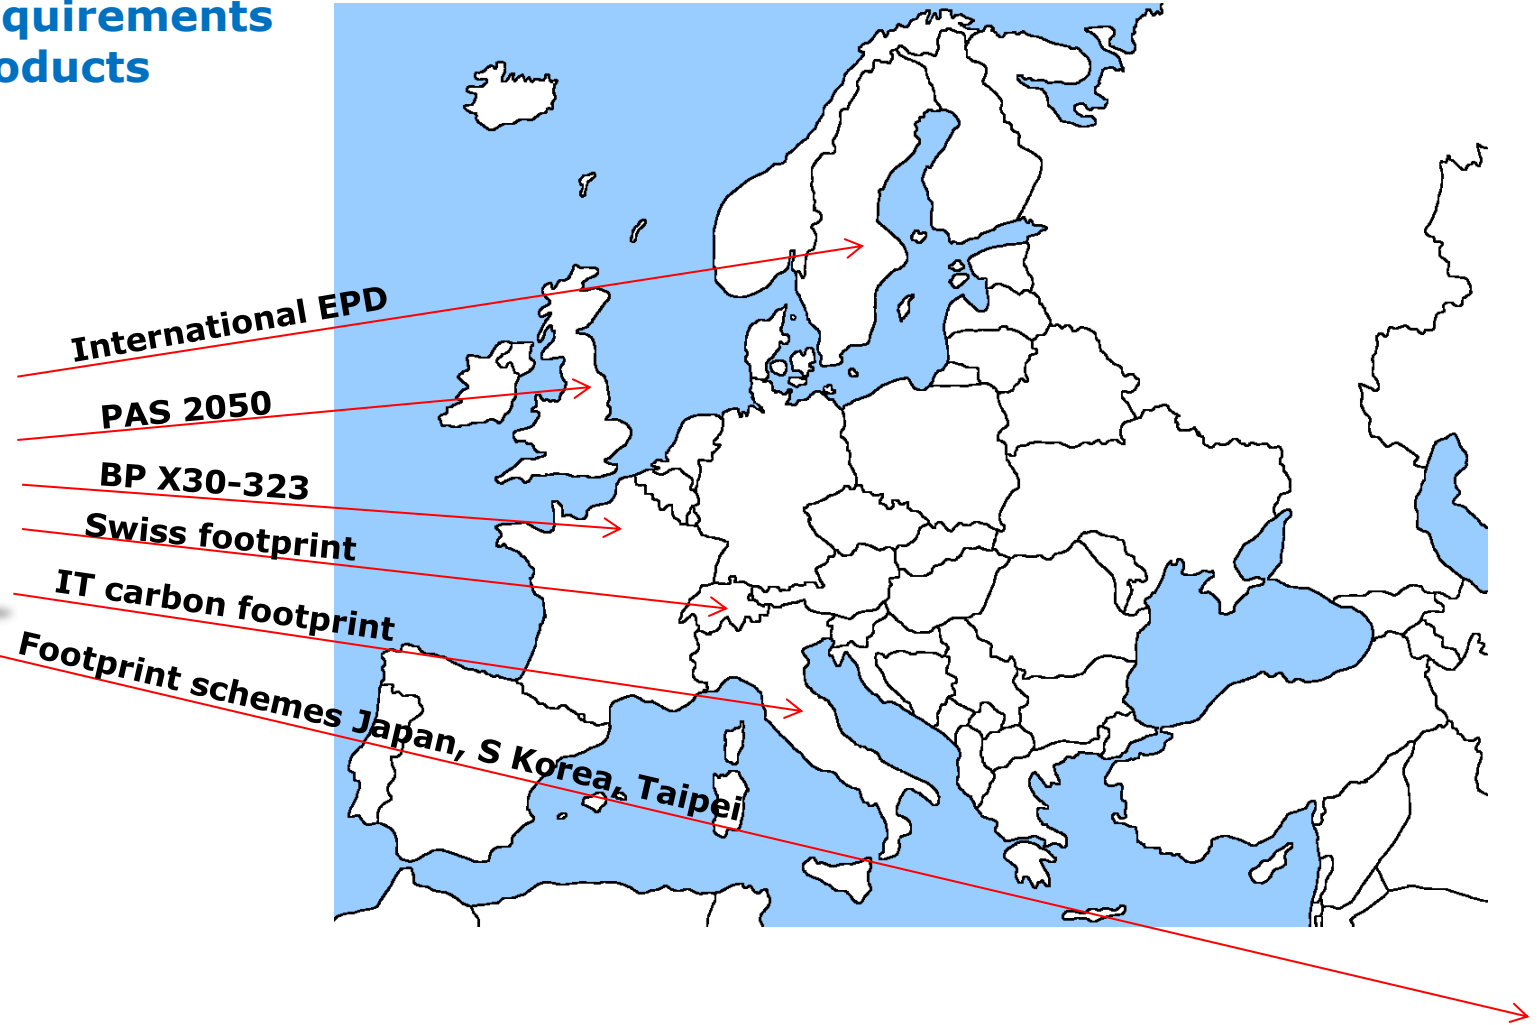 quirements
oducts
International EPD
PAS 2050
BP X30–323
Swiss footprint
IT carbon footprint
Footprint schemes Japan, S Korea, Taipei